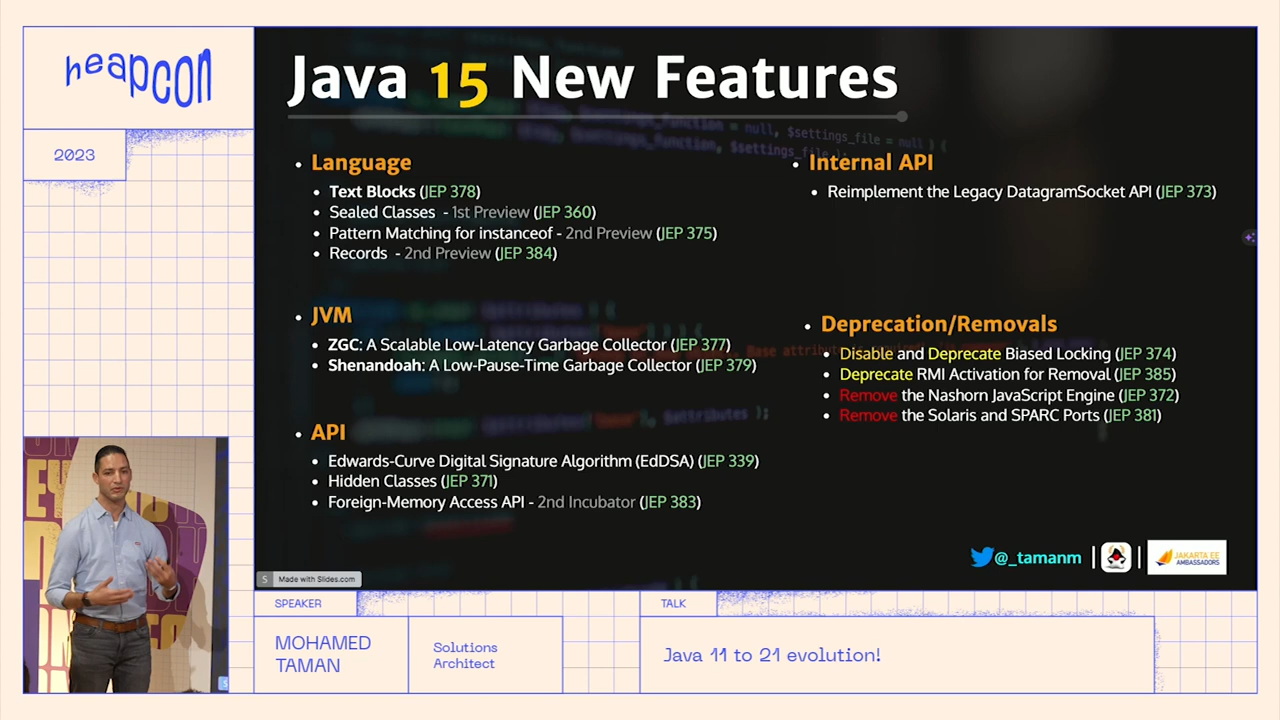 heapcon
2023
Java 15 New Features
Language
Text Blocks (JEP 378)
Sealed Classes - 1st Preview (JEP 360)
Pattern Matching for instanceof - 2nd Preview (JEP 375)
Records - 2nd Preview (JEP 384)
JVM
ZGC: A Scalable Low-Latency Garbage Collector (JEP 377)
Shenandoah: A Low-Pause-Time Garbage Collector (JEP 379)
API
Edwards-Curve Digital Signature Algorithm (EdDSA) (JEP 339)
Hidden Classes (JEP 371)
Foreign-Memory Access API - 2nd Incubator (JEP 383)
Internal API
Reimplement the Legacy DatagramSocket API (JEP 373)
Deprecation/Removals
Disable and Deprecate Biased Locking (JEP 374)
Deprecate RMI Activation for Removal (JEP 385)
Remove the Nashorn JavaScript Engine (JEP 372)
Remove the Solaris and SPARC Ports (JEP 381)
@_tamanm
JAKARTA EE
AMBASSADORS
S Made with Slides.com
SPEAKER
MOHAMED
TAMAN
Solutions
Architect
TALK
Java 11 to 21 evolution!